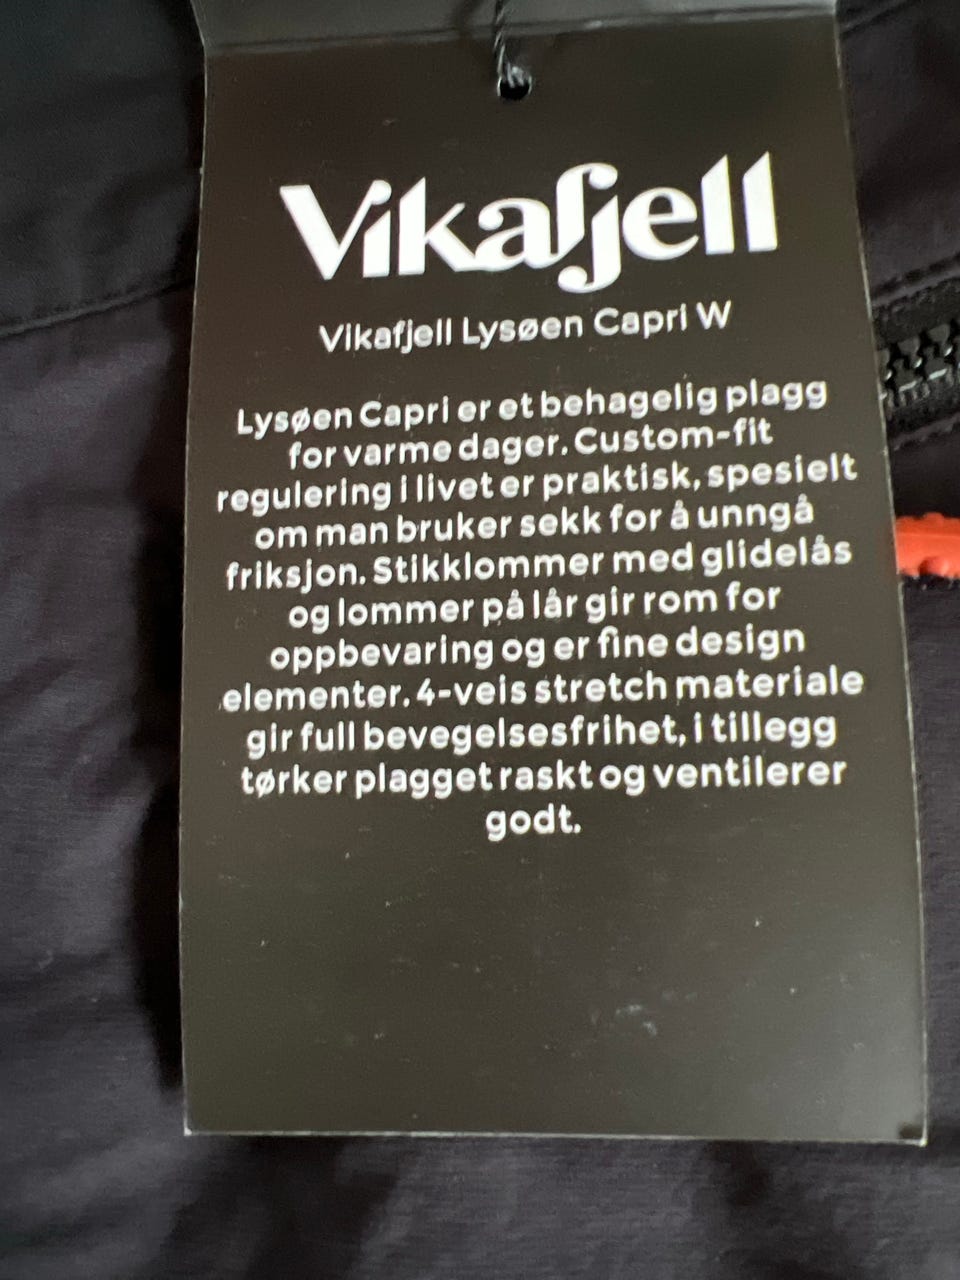 Vikafjell
Vikafjell Lysøen Capri W
Lysøen Capri er et behagelig plagg
for varme dager. Custom-fit
regulering i livet er praktisk, spesielt
om man bruker sekk for å unngå
friksjon. Stikklommer med glidelås
og lommer på lår gir rom for
oppbevaring og er fine design
elementer. 4-veis stretch materiale
gir full bevegelsesfrihet, i tillegg
tørker plagget raskt og ventilerer
godt.